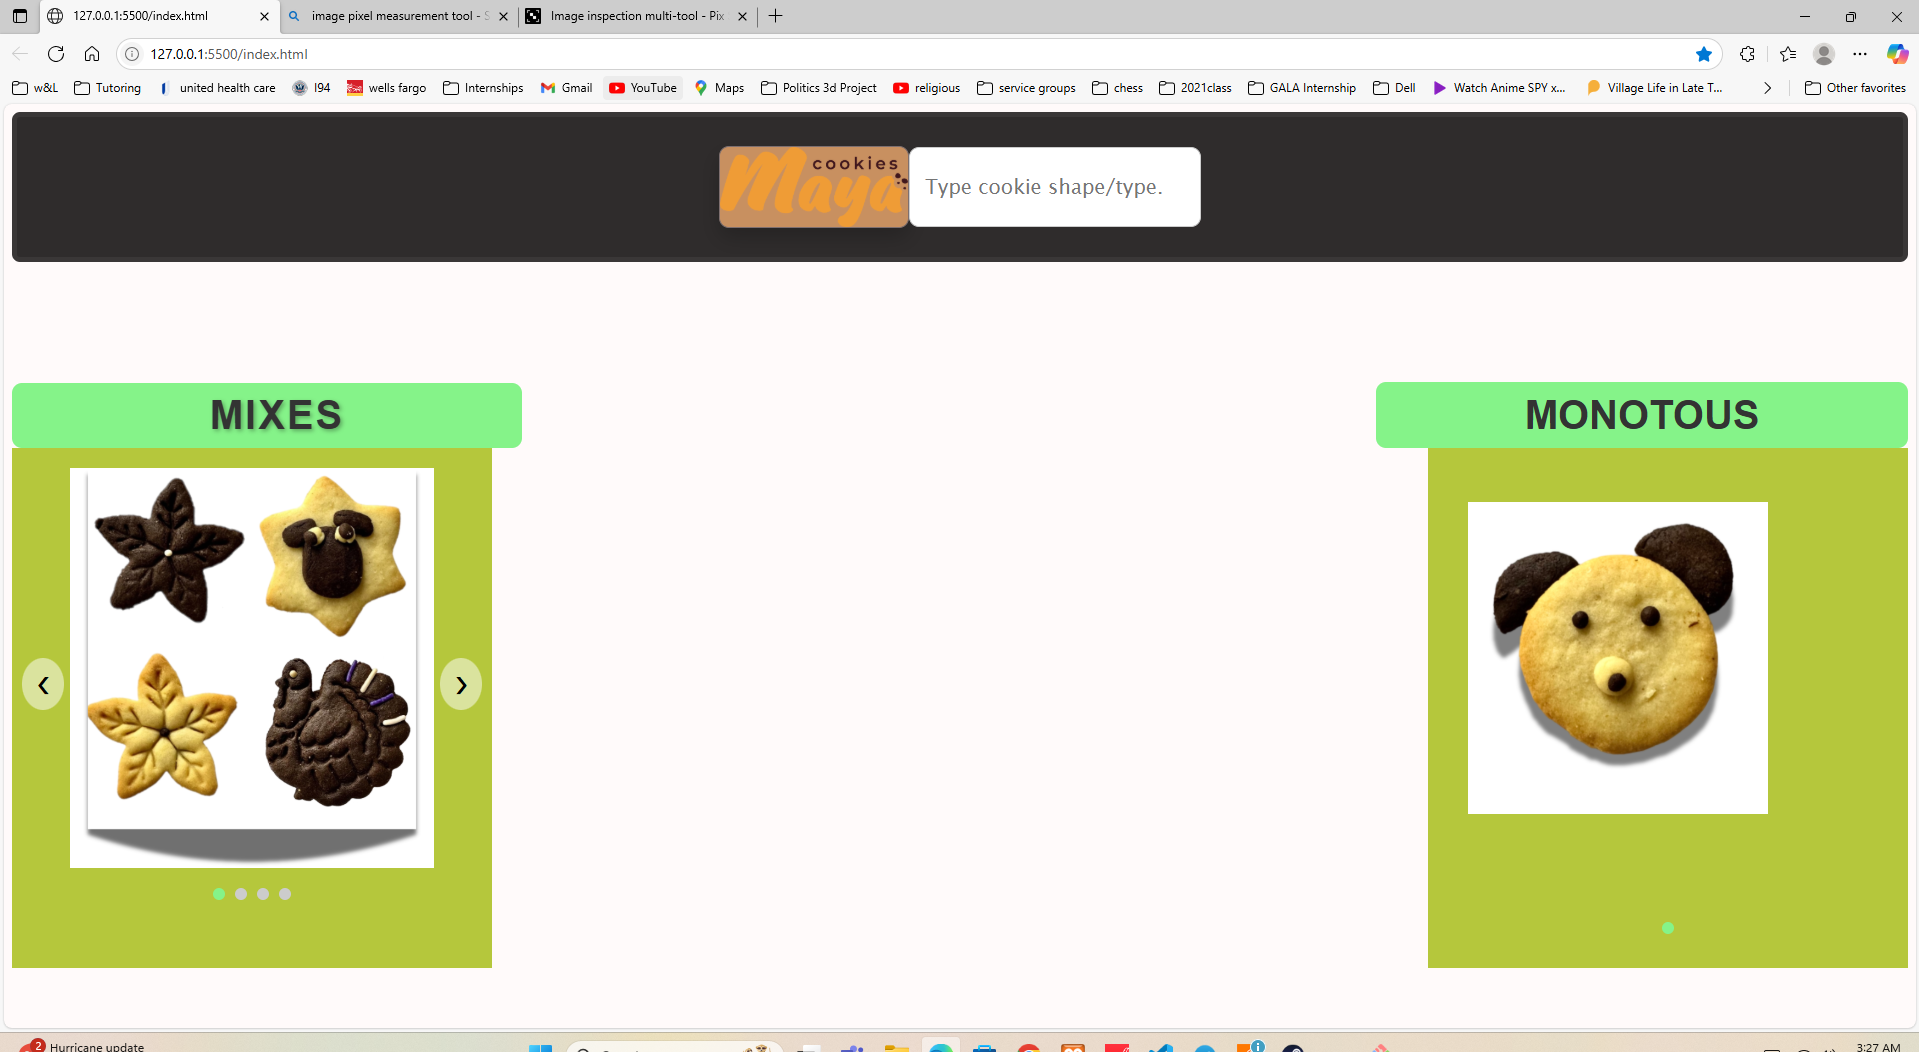 127.0.0.1:5500/index.html
image pixel measurement tool - S
Image inspection multi-tool - Pix
127.0.0.1:5500/index.html
w&L
Tutoring
united health care
I94
wells fargo
Internships
Gmail
YouTube
Maps
Politics 3d Project
religious
service groups
chess
2021class
GALA Internship
Dell
Watch Anime SPY x...
Village Life in Late T...
Other favorites
cookies
Maya
Type cookie shape/type.
MIXES
MONOTOUS
2
Hurricane update
3:27 AM